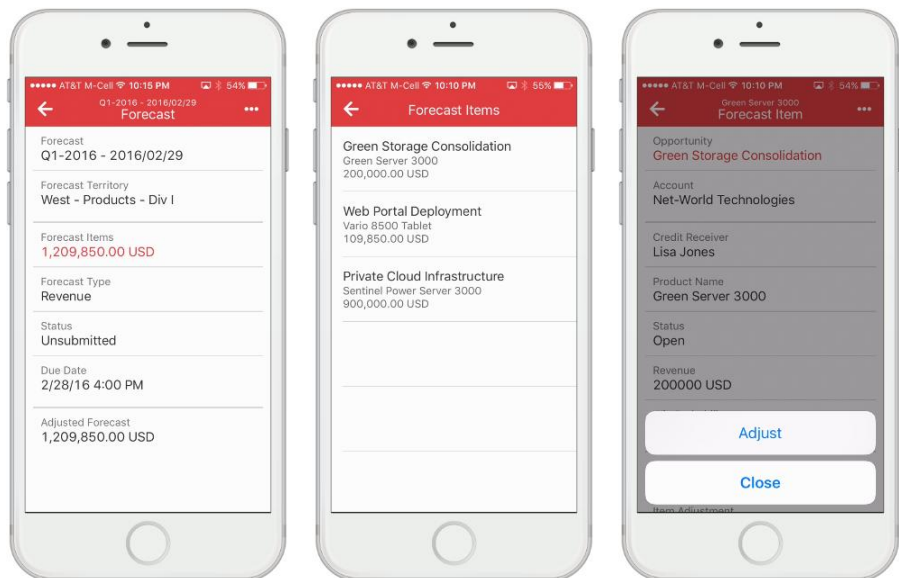 AT&T M-Cell 10:15 PM 54%
Q1-2016 - 2016/02/29
Forecast
Forecast
Q1-2016 - 2016/02/29
Forecast Territory
West - Products - Div I
Forecast Items
1,209,850.00 USD
Forecast Type
Revenue
Status
Unsubmitted
Due Date
2/28/16 4:00 PM
Adjusted Forecast
1,209,850.00 USD
AT&T M-Cell 10:10 PM 55%
Forecast Items
Green Storage Consolidation
Green Server 3000
200,000.00 USD
Web Portal Deployment
Vario 8500 Tablet
109,850.00 USD
Private Cloud Infrastructure
Sentinel Power Server 3000
900,000.00 USD
AT&T M-Cell 10:10 PM 54%
Green Server 3000
Forecast Item
Opportunity
Green Storage Consolidation
Account
Net-World Technologies
Credit Receiver
Lisa Jones
Product Name
Green Server 3000
Status
Open
Revenue
200000 USD
Adjust
Close
Item Adjustment